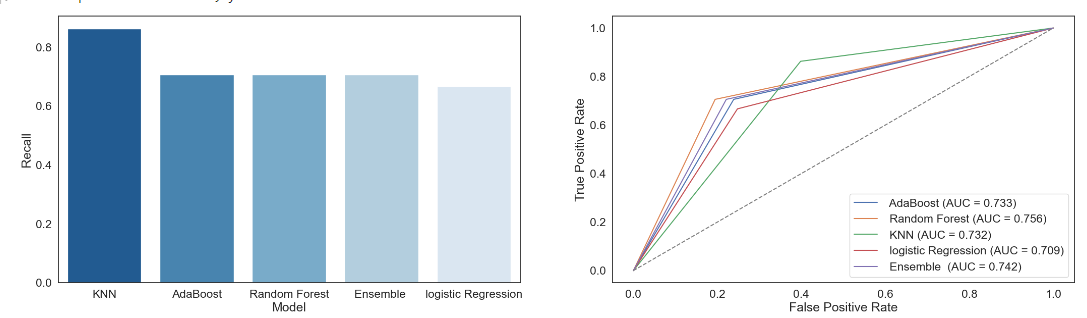 0.8
0.6
0.4
0.2
0.0
Recall
KNN
AdaBoost
Random Forest
Ensemble
logistic Regression
Model
1.0
0.8
0.6
0.4
0.2
0.0
True Positive Rate
AdaBoost (AUC = 0.733)
Random Forest (AUC = 0.756)
KNN (AUC = 0.732)
logistic Regression (AUC = 0.709)
Ensemble (AUC = 0.742)
0.0
0.2
0.4
0.6
0.8
1.0
False Positive Rate